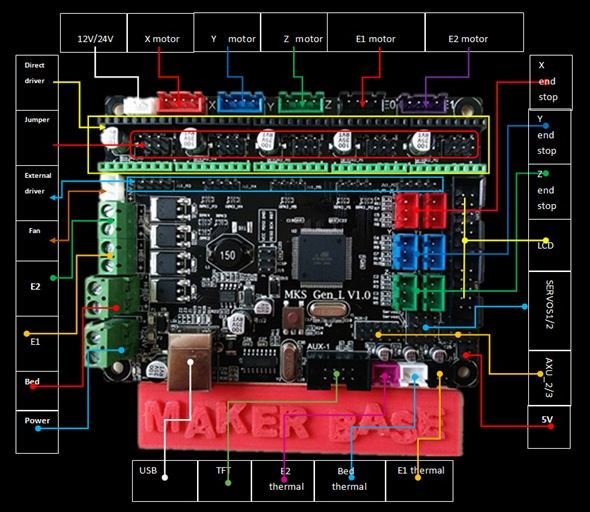 12V/24V
X motor
Y motor
Z motor
E1 motor
E2 motor
Direct
driver
Jumper
External
driver
Fan
E2
E1
Bed
Power
X
end
stop
Y
end
stop
Z
end
stop
LCD
SERVOS1/2
AXU_2/3
5V
X
Y
Z
E0
E1
150
MKS Gen_L V1.0
AUX-1
MAKER BASE
USB
TFT
E2
thermal
Bed
thermal
E1 thermal